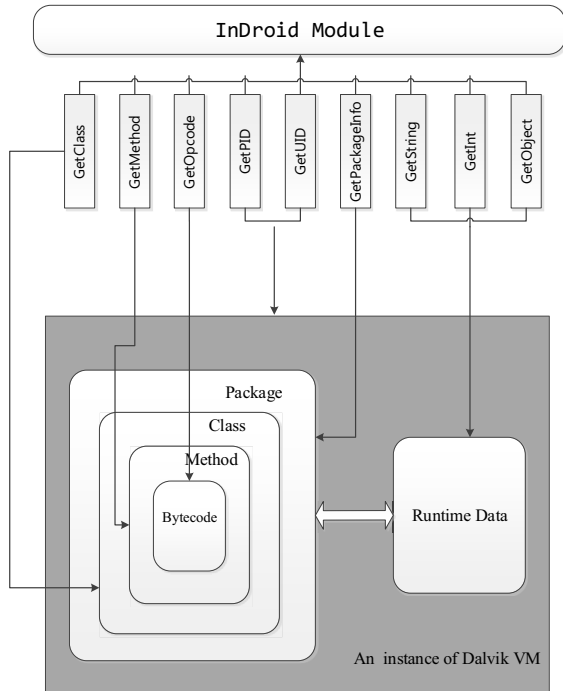 InDroid Module
GetClass
GetMethod
GetOpcode
GetPID
GetUID
GetPackageInfo
GetString
GetInt
GetObject
Package
Class
Method
Bytecode
Runtime Data
An instance of Dalvik VM